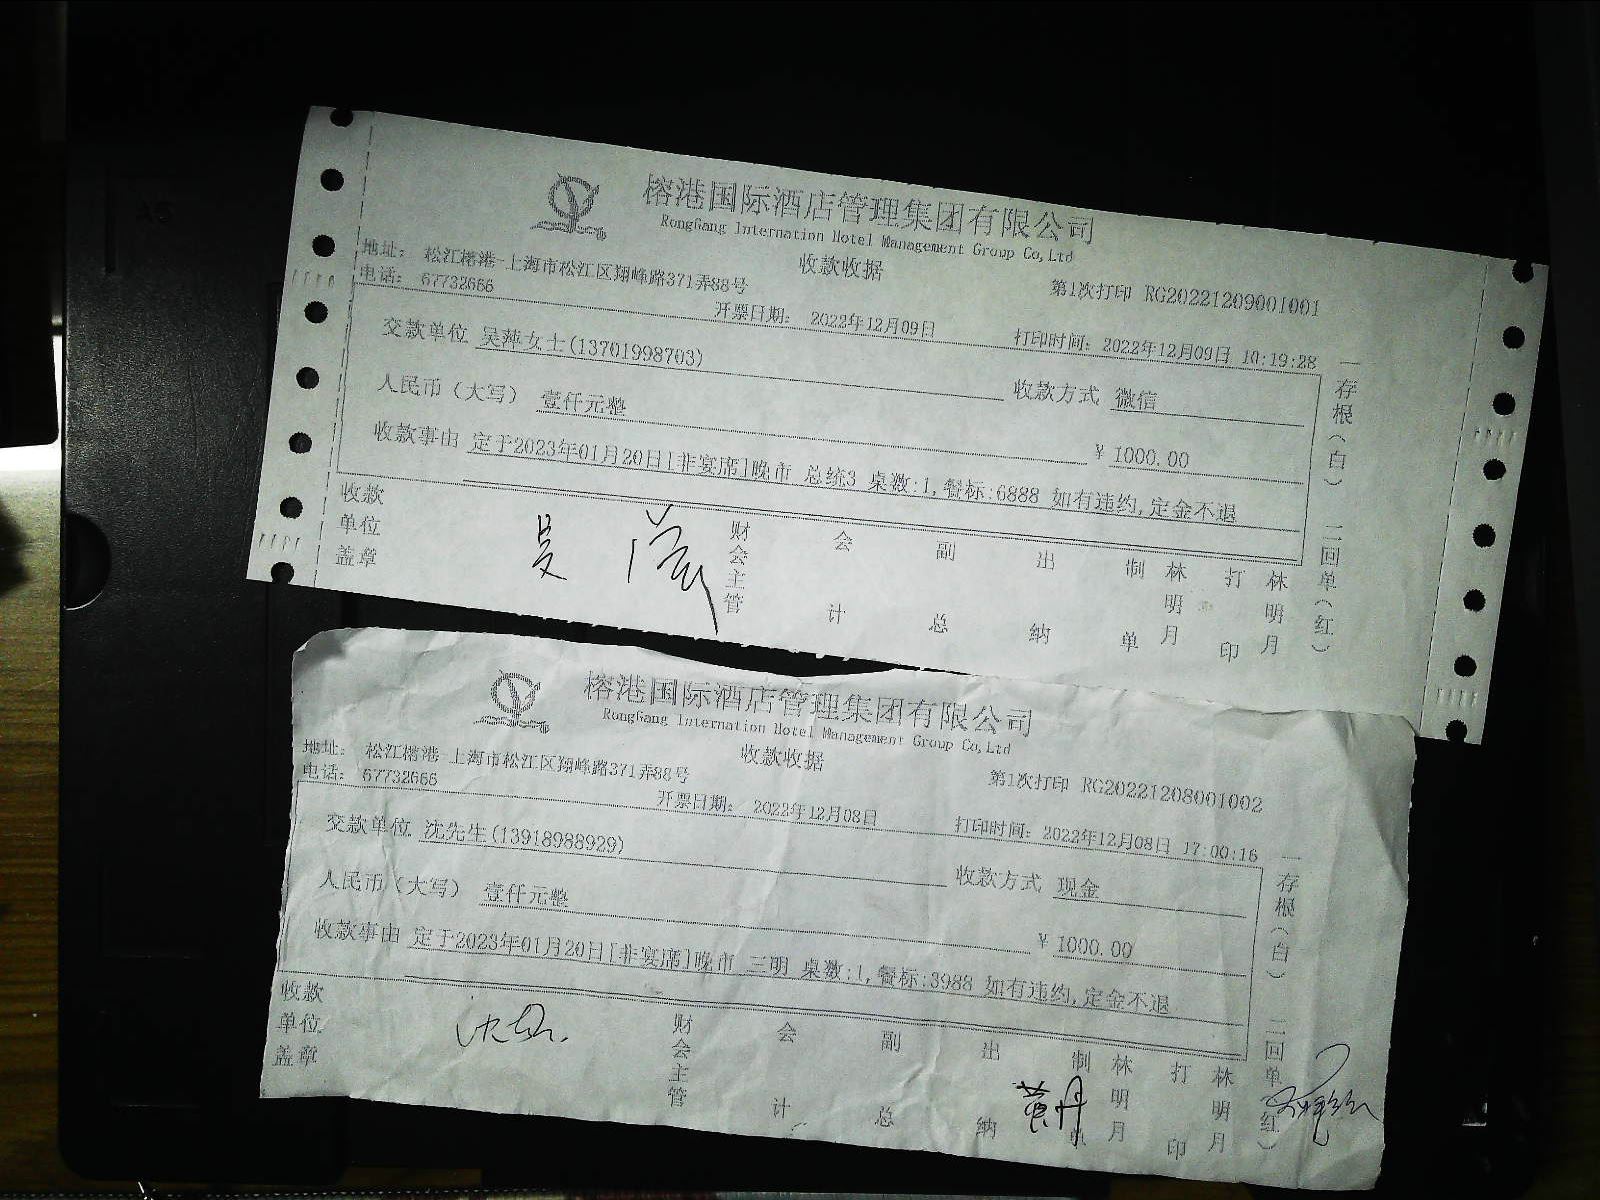 榕港国际酒店管理集团有限公司
RongGang Internation Hotel Management Group Co,Ltd
收款收据
地址： 松江榕港-上海市松江区翔峰路371弄88号
电话： 67732666
第1次打印 RG20221209001001
开票日期： 2022年12月09日 打印时间：2022年12月09日 10:19:28
交款单位 吴萍女士(13701998703) 收款方式 微信
人民币（大写） 壹仟元整 ￥1000.00
收款事由 定于2023年01月20日[非宴席]晚市 总统3 桌数:1,餐标:6888 如有违约,定金不退
收款单位盖章 吴萍 财会主管 会计 副总 出纳 制单 林明月 打印 林明月
一存根（白） 二回单（红）
榕港国际酒店管理集团有限公司
RongGang Internation Hotel Management Group Co,Ltd
收款收据
地址： 松江榕港-上海市松江区翔峰路371弄88号
电话： 67732666
第1次打印 RG20221208001002
开票日期： 2022年12月08日 打印时间：2022年12月08日 17:00:16
交款单位 沈先生(13918988929) 收款方式 现金
人民币（大写） 壹仟元整 ￥1000.00
收款事由 定于2023年01月20日[非宴席]晚市 三明 桌数:1,餐标:3988 如有违约,定金不退
收款单位盖章 财会主管 会计 副总 出纳 制单 林明月 打印 林明月
黄丹
一存根（白） 二回单（红）